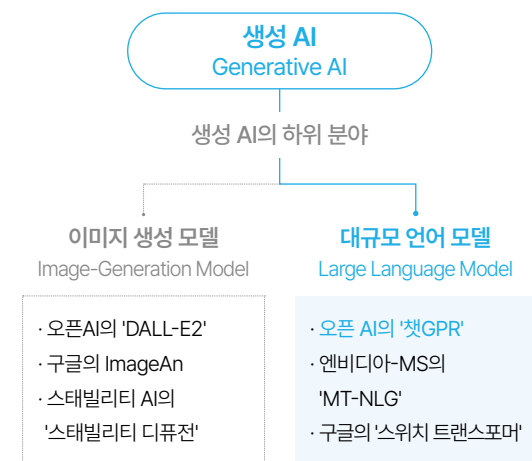 생성 AI
Generative AI
생성 AI의 하위 분야
이미지 생성 모델
Image-Generation Model
· 오픈AI의 'DALL-E2'
· 구글의 ImageAn
· 스태빌리티 AI의
'스태빌리티 디퓨전'
대규모 언어 모델
Large Language Model
· 오픈 AI의 '챗GPR'
· 엔비디아-MS의
'MT-NLG'
· 구글의 '스위치 트랜스포머'